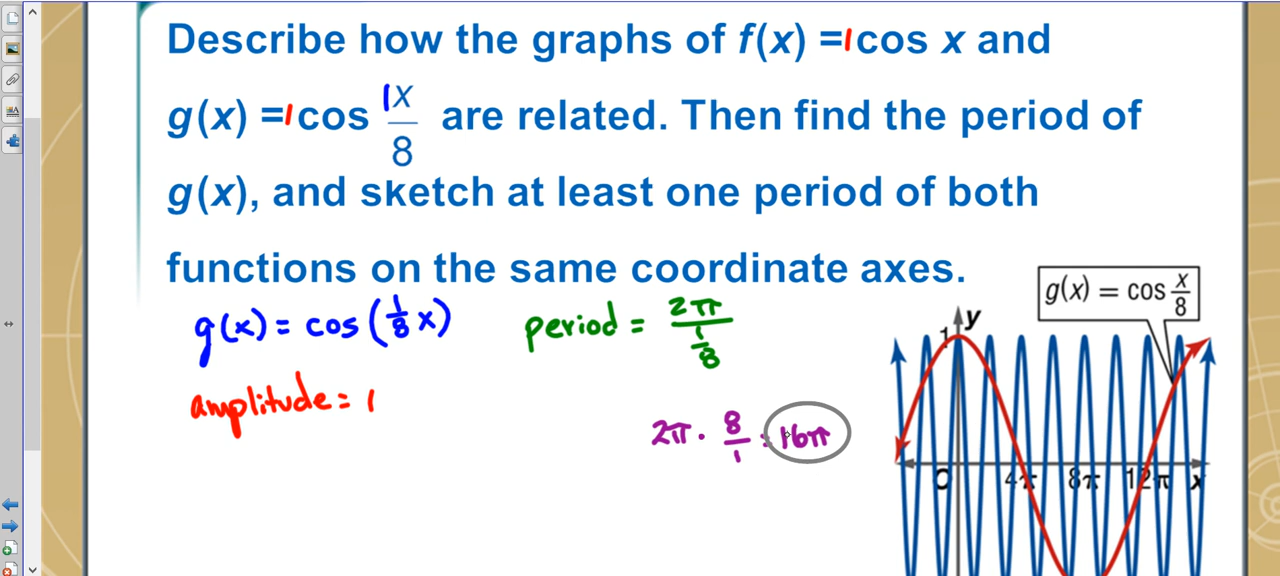 Describe how the graphs of f(x) =1cos x and
g(x) =1cos 1x/8 are related. Then find the period of
g(x), and sketch at least one period of both
functions on the same coordinate axes.
g(x) = cos x/8
g(x) = cos (1/8 x)
period = 2π/(1/8)
amplitude = 1
2π · 8/1 = 16π
y
1
O 4π 8π 12π x